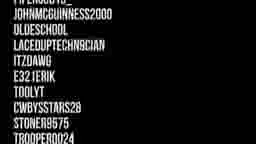 JOHNMCGUINNESS2000
OLDESCHOOL
LACEDUPTECHN9CIAN
ITZDAWG
E321ERIK
TOOLYT
CWBYSSTARS28
STONER9575
TROOPER0024